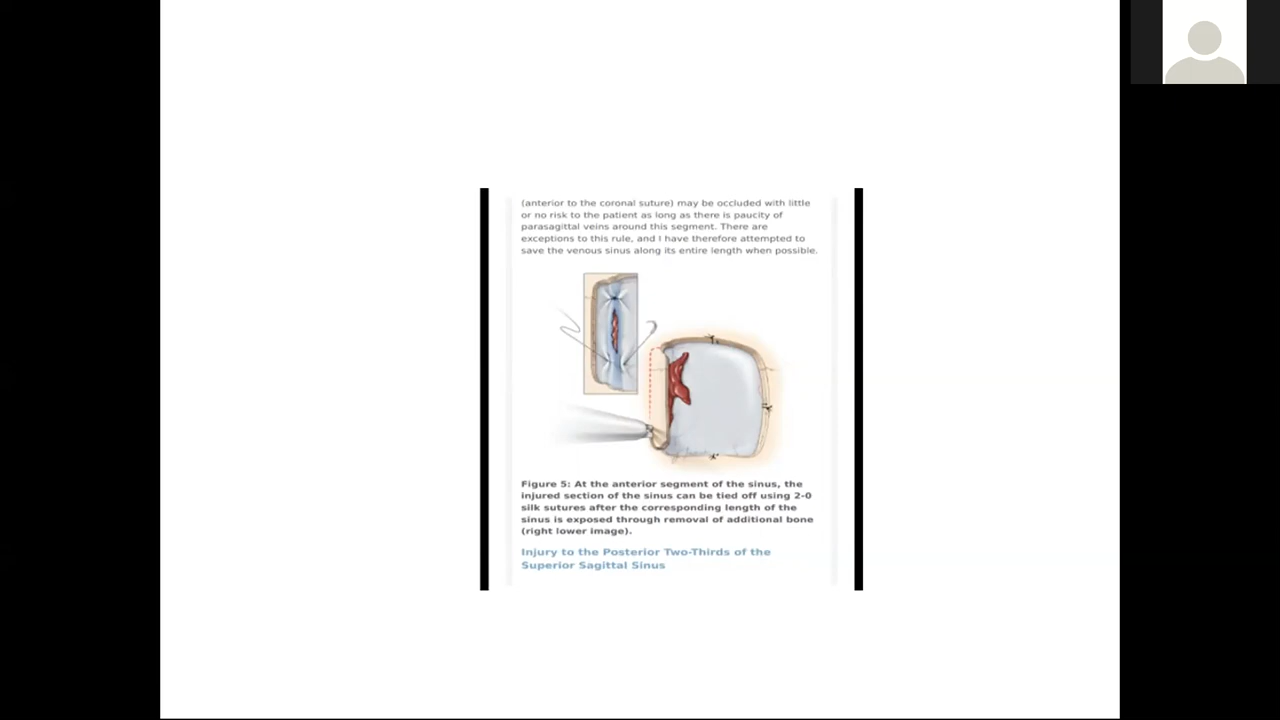 (anterior to the coronal suture) may be occluded with little
or no risk to the patient as long as there is paucity of
parasagittal veins around this segment. There are
exceptions to this rule, and I have therefore attempted to
save the venous sinus along its entire length when possible.
Figure 5: At the anterior segment of the sinus, the
injured section of the sinus can be tied off using 2-0
silk sutures after the corresponding length of the
sinus is exposed through removal of additional bone
(right lower image).
Injury to the Posterior Two-Thirds of the
Superior Sagittal Sinus